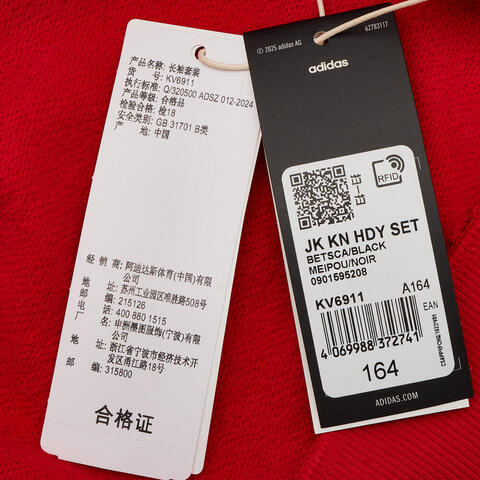 产品名称: 长袖套装
货 号: KV6911
执行标准: Q/320500 ADSZ 012-2024
产品等级: 合格品
检验合格: 检18
安全类别: GB 31701 B类
产 地: 中国
经 销 商: 阿迪达斯体育(中国)有限
公司
地 址: 苏州工业园区唯胜路508号
邮 编: 215126
电 话: 400 880 1515
厂 名: 申洲墨图服饰(宁波)有限
公司
地 址: 浙江省宁波市经济技术开
发区甬江路18号
邮 编: 315800
合格证
© 2025 adidas AG
62783117
adidas
RFID
JK KN HDY SET
BETSCA/BLACK
MEIPOU/NOIR
0901595208
KV6911 A164
EAN
4 069988 372741
164
ADIDAS.COM